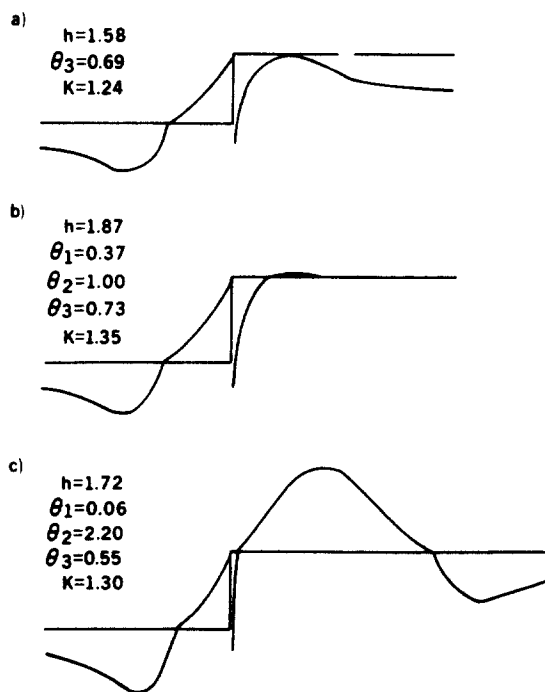 a)
h=1.58
θ3=0.69
K=1.24
b)
h=1.87
θ1=0.37
θ2=1.00
θ3=0.73
K=1.35
c)
h=1.72
θ1=0.06
θ2=2.20
θ3=0.55
K=1.30